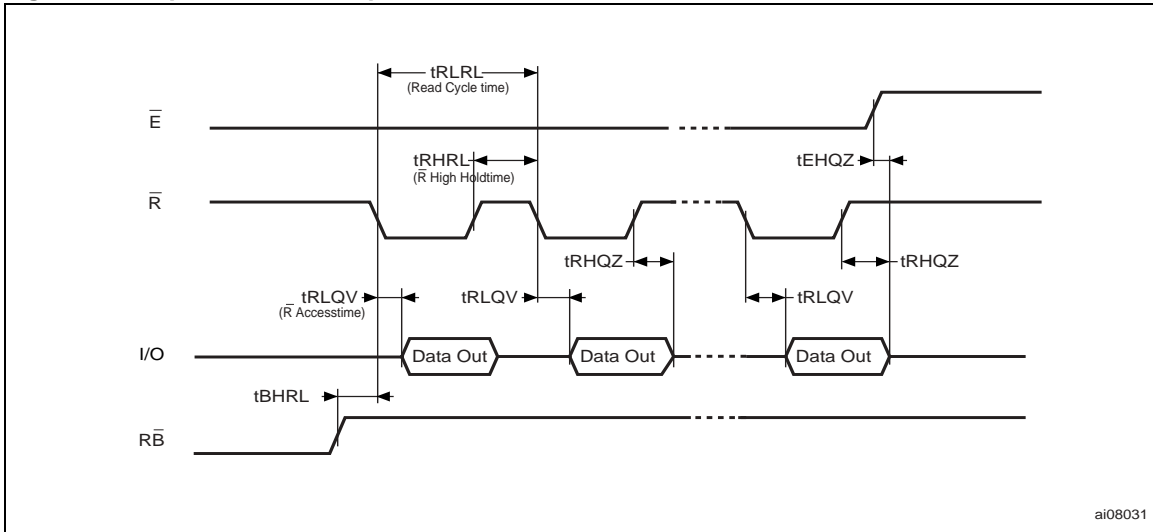 tRLRL
(Read Cycle time)
E̅
tRHRL
(R̅ High Holdtime)
tEHQZ
R̅
tRHQZ
tRHQZ
tRLQV
(R̅ Accesstime)
tRLQV
tRLQV
I/O
Data Out
Data Out
Data Out
tBHRL
RB̅
ai08031